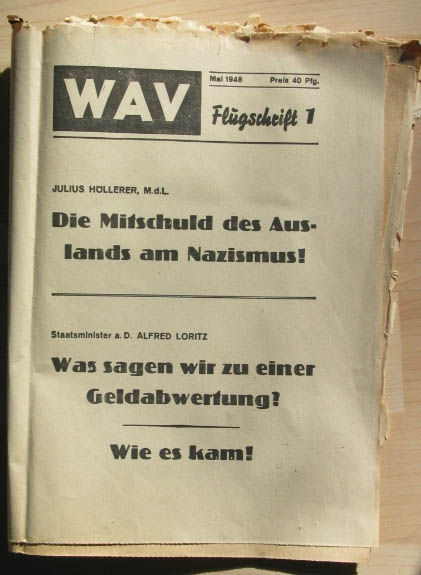 WAV
Mai 1948 Preis 40 Pfg.
Flugschrift 1
JULIUS HÖLLERER, M.d.L.
Die Mitschuld des Aus-
lands am Nazismus!
Staatsminister a. D. ALFRED LORITZ
Was sagen wir zu einer
Geldabwertung?
Wie es kam!